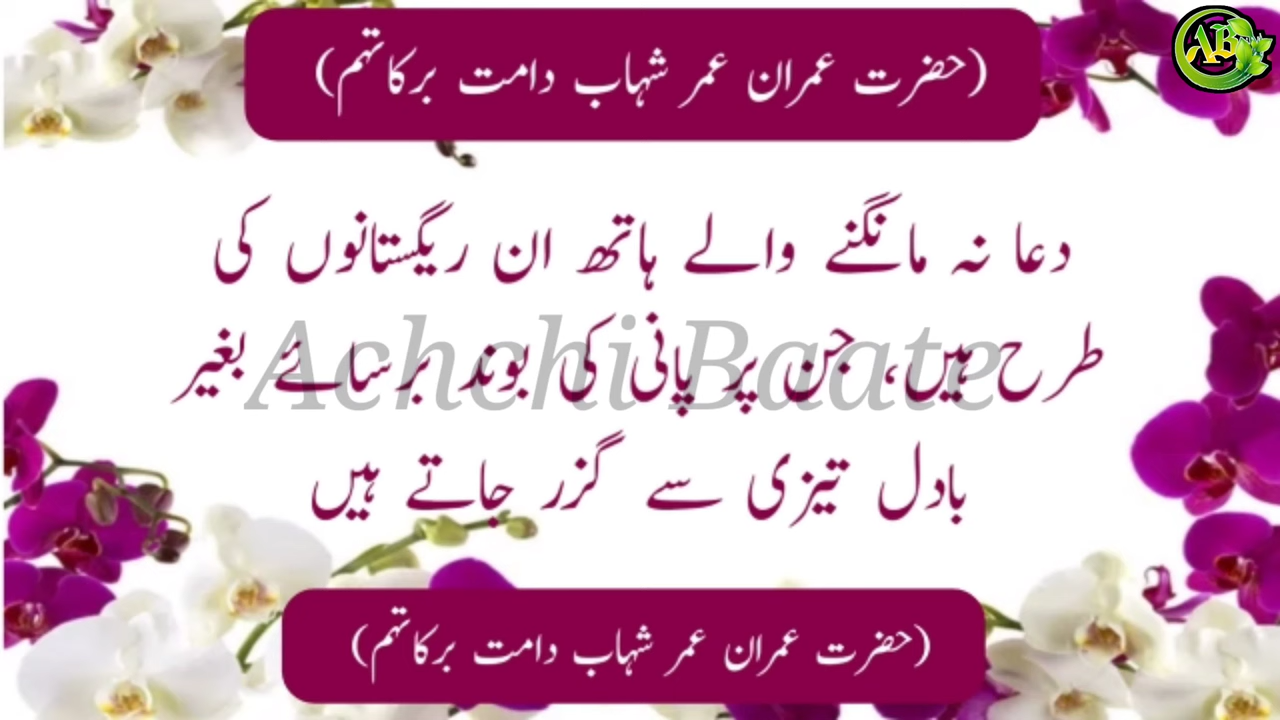 (حضرت عمران عمر شہاب دامت برکاتہم)
AB
دعا نہ مانگنے والے ہاتھ ان ریگستانوں کی
طرح ہیں، جن پر پانی کی بوند برسائے بغیر
Achchi Baate
بادل تیزی سے گزر جاتے ہیں
(حضرت عمران عمر شہاب دامت برکاتہم)